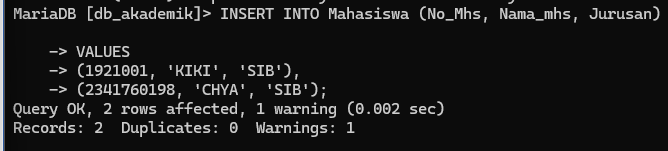 MariaDB [db_akademik]> INSERT INTO Mahasiswa (No_Mhs, Nama_mhs, Jurusan)
-> VALUES
-> (1921001, 'KIKI', 'SIB'),
-> (2341760198, 'CHYA', 'SIB');
Query OK, 2 rows affected, 1 warning (0.002 sec)
Records: 2  Duplicates: 0  Warnings: 1